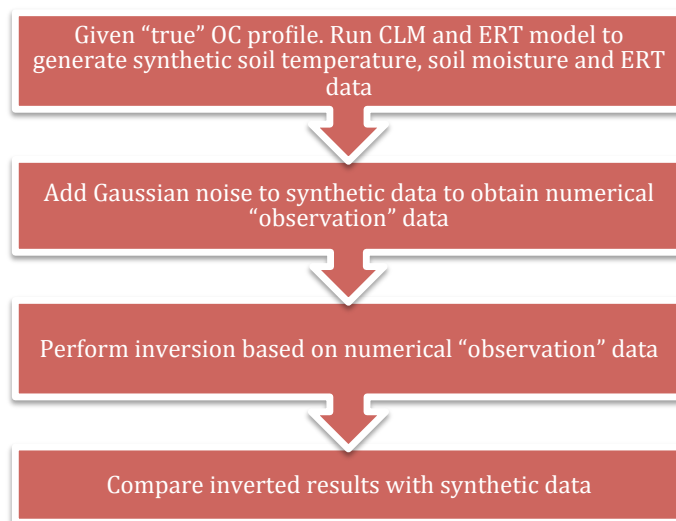 Given “true” OC profile. Run CLM and ERT model to
generate synthetic soil temperature, soil moisture and ERT
data
Add Gaussian noise to synthetic data to obtain numerical
“observation” data
Perform inversion based on numerical “observation” data
Compare inverted results with synthetic data